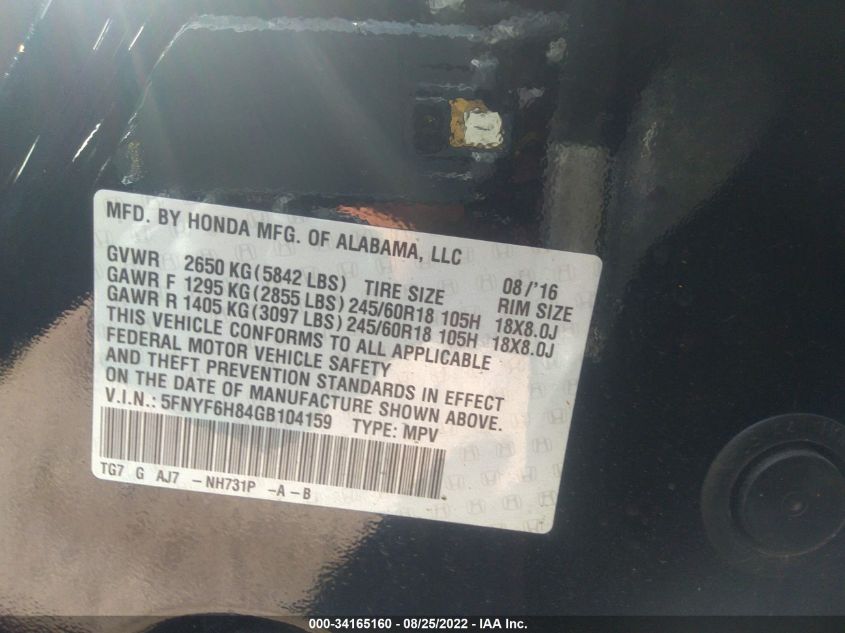 MFD. BY HONDA MFG. OF ALABAMA, LLC
GVWR 2650 KG(5842 LBS) TIRE SIZE 08/'16
GAWR F 1295 KG(2855 LBS) 245/60R18 105H RIM SIZE 18X8.0J
GAWR R 1405 KG(3097 LBS) 245/60R18 105H 18X8.0J
THIS VEHICLE CONFORMS TO ALL APPLICABLE
FEDERAL MOTOR VEHICLE SAFETY
AND THEFT PREVENTION STANDARDS IN EFFECT
ON THE DATE OF MANUFACTURE SHOWN ABOVE.
V.I.N.: 5FNYF6H84GB104159 TYPE: MPV
TG7 G AJ7 -NH731P -A-B
000-34165160 - 08/25/2022 - IAA Inc.